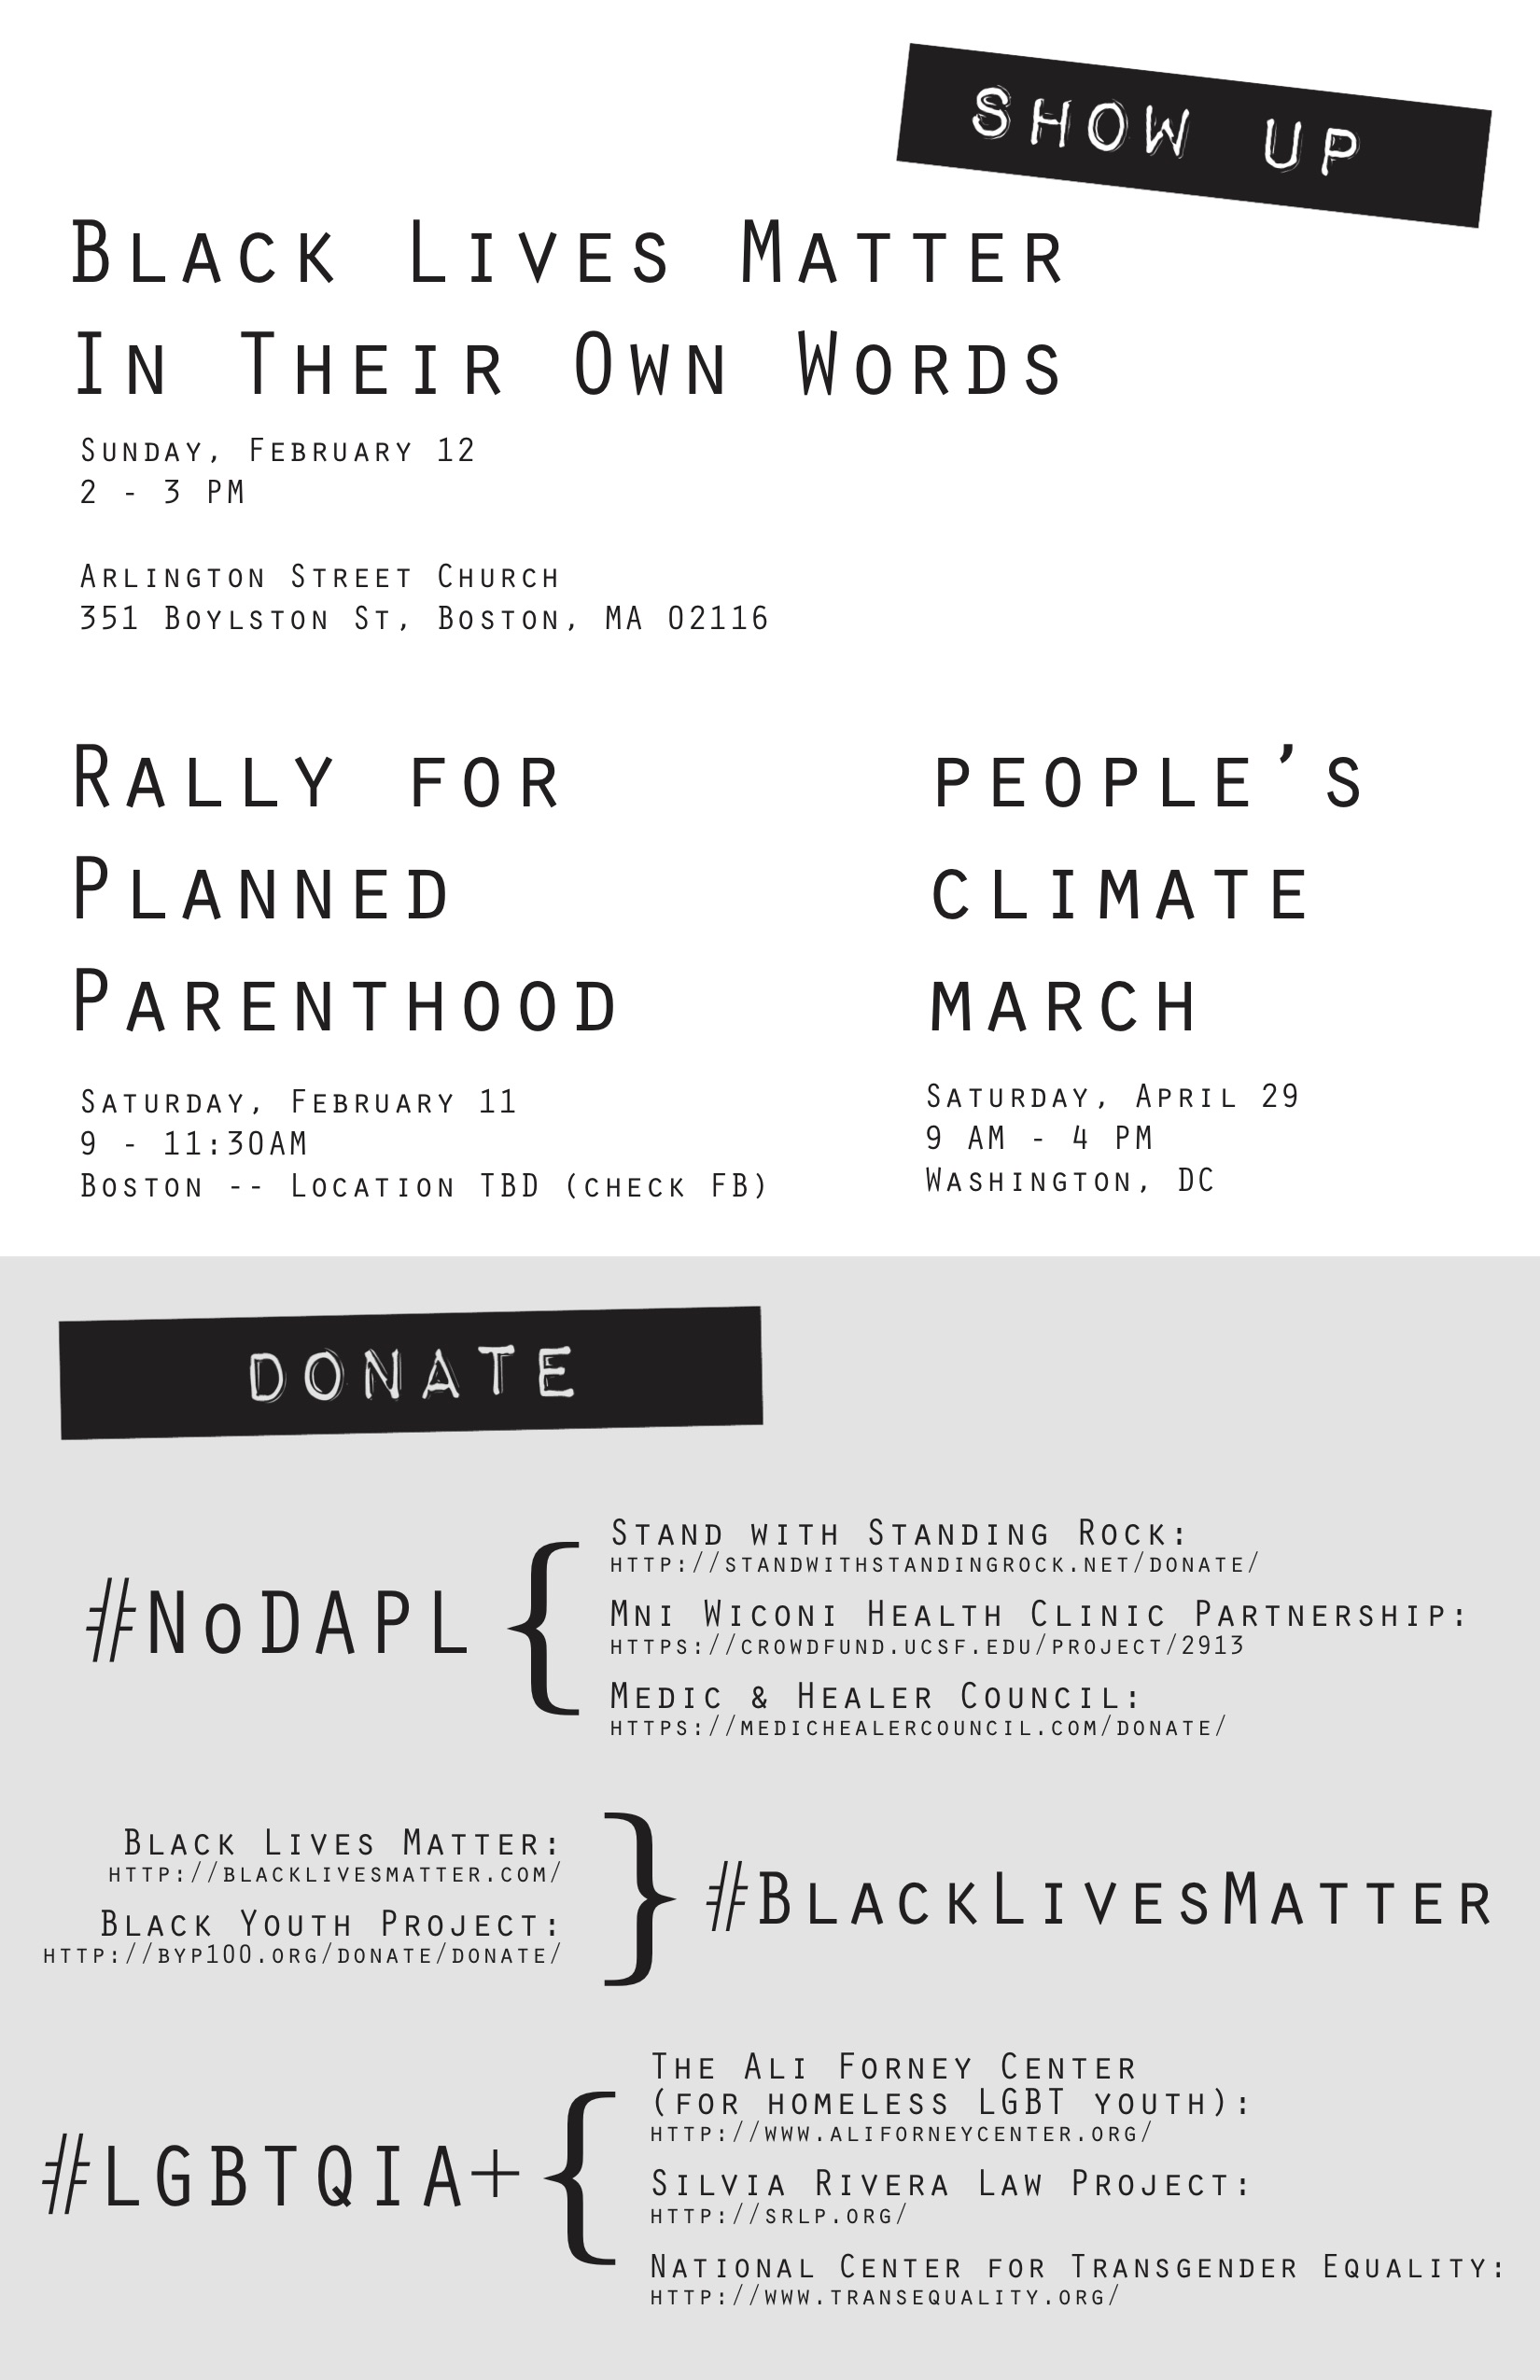 SHOW UP
Black Lives Matter
In Their Own Words
Sunday, February 12
2 - 3 PM
Arlington Street Church
351 Boylston St, Boston, MA 02116
Rally for
Planned
Parenthood
Saturday, February 11
9 - 11:30AM
Boston -- Location TBD (check FB)
people's
climate
march
Saturday, April 29
9 AM - 4 PM
Washington, DC
DONATE
#NoDAPL
Stand with Standing Rock:
http://standwithstandingrock.net/donate/
Mni Wiconi Health Clinic Partnership:
https://crowdfund.ucsf.edu/project/2913
Medic & Healer Council:
https://medichealercouncil.com/donate/
Black Lives Matter:
http://blacklivesmatter.com/
Black Youth Project:
http://byp100.org/donate/donate/
#BlackLivesMatter
#LGBTQIA+
The Ali Forney Center
(for homeless LGBT youth):
http://www.aliforneycenter.org/
Silvia Rivera Law Project:
http://srlp.org/
National Center for Transgender Equality:
http://www.transequality.org/